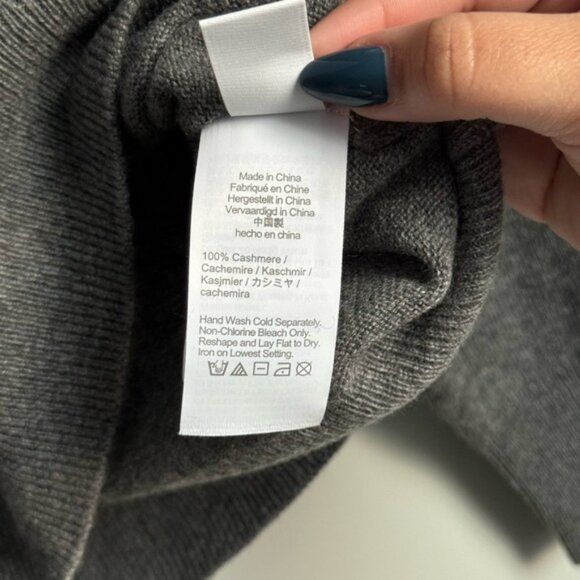 Made in China
Fabriqué en Chine
Hergestellt in China
Vervaardigd in China
中国製
hecho en china
100% Cashmere /
Cachemire / Kaschmir /
Kasjmier / カシミヤ /
cachemira
Hand Wash Cold Separately.
Non-Chlorine Bleach Only.
Reshape and Lay Flat to Dry.
Iron on Lowest Setting.